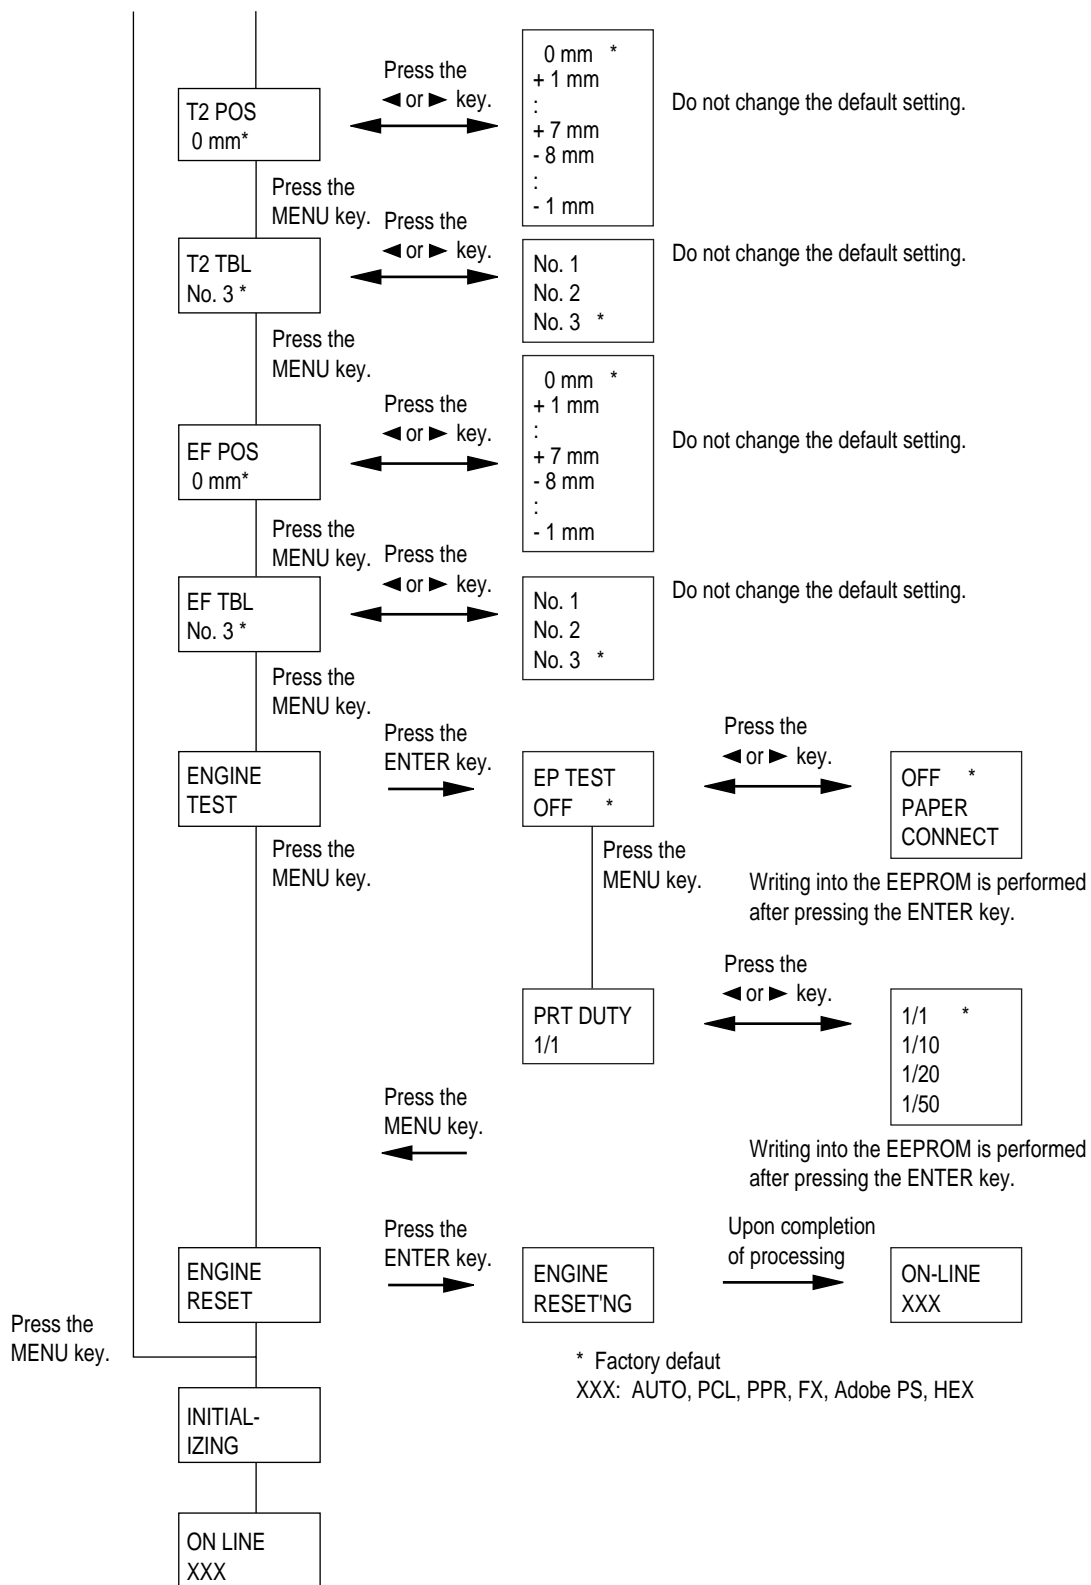 Press the
◄ or ► key.
T2 POS
0 mm*
0 mm *
+ 1 mm
:
+ 7 mm
- 8 mm
:
- 1 mm
Do not change the default setting.
Press the
MENU key.
Press the
◄ or ► key.
T2 TBL
No. 3 *
No. 1
No. 2
No. 3 *
Do not change the default setting.
Press the
MENU key.
Press the
◄ or ► key.
EF POS
0 mm*
0 mm *
+ 1 mm
:
+ 7 mm
- 8 mm
:
- 1 mm
Do not change the default setting.
Press the
MENU key.
Press the
◄ or ► key.
EF TBL
No. 3 *
No. 1
No. 2
No. 3 *
Do not change the default setting.
Press the
MENU key.
ENGINE
TEST
Press the
ENTER key.
EP TEST
OFF *
Press the
◄ or ► key.
OFF *
PAPER
CONNECT
Press the
MENU key.
Press the
MENU key.
Writing into the EEPROM is performed
after pressing the ENTER key.
PRT DUTY
1/1
Press the
◄ or ► key.
1/1 *
1/10
1/20
1/50
Press the
MENU key.
Writing into the EEPROM is performed
after pressing the ENTER key.
ENGINE
RESET
Press the
ENTER key.
ENGINE
RESET'NG
Upon completion
of processing
ON-LINE
XXX
Press the
MENU key.
* Factory defaut
XXX: AUTO, PCL, PPR, FX, Adobe PS, HEX
INITIAL-
IZING
ON LINE
XXX